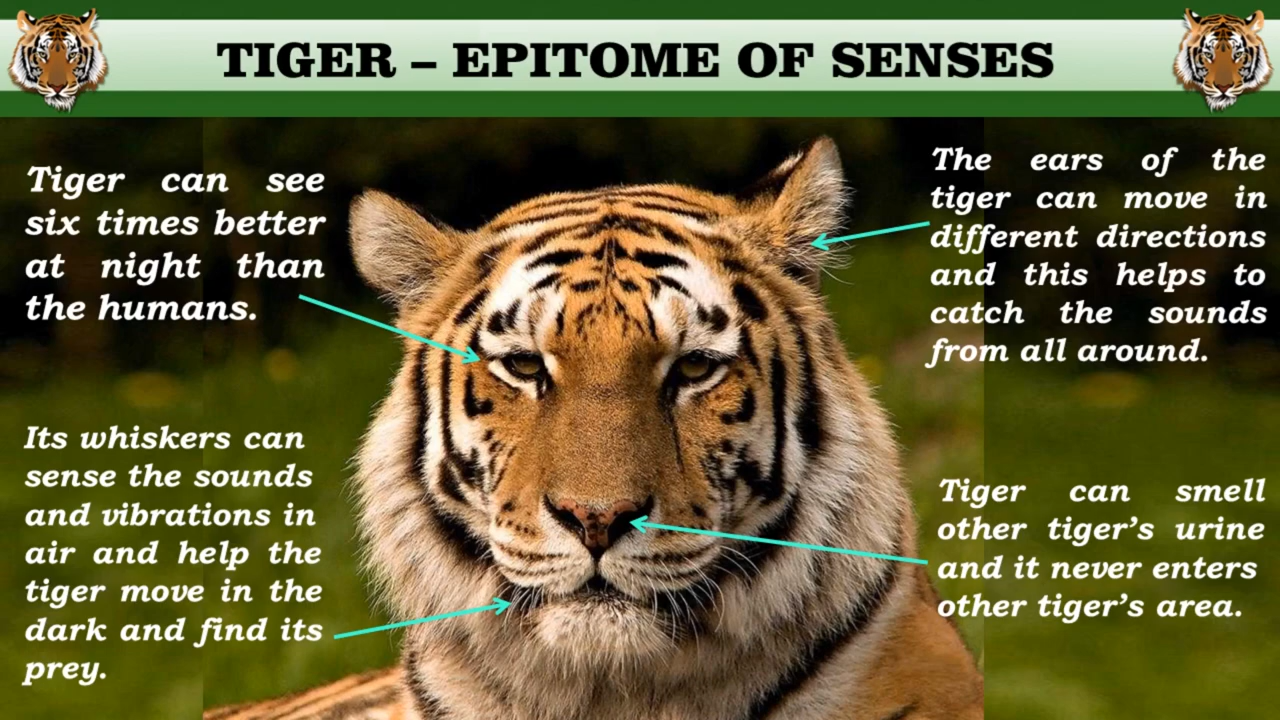 TIGER – EPITOME OF SENSES
Tiger can see
six times better
at night than
the humans.
The ears of the
tiger can move in
different directions
and this helps to
catch the sounds
from all around.
Its whiskers can
sense the sounds
and vibrations in
air and help the
tiger move in the
dark and find its
prey.
Tiger can smell
other tiger’s urine
and it never enters
other tiger’s area.